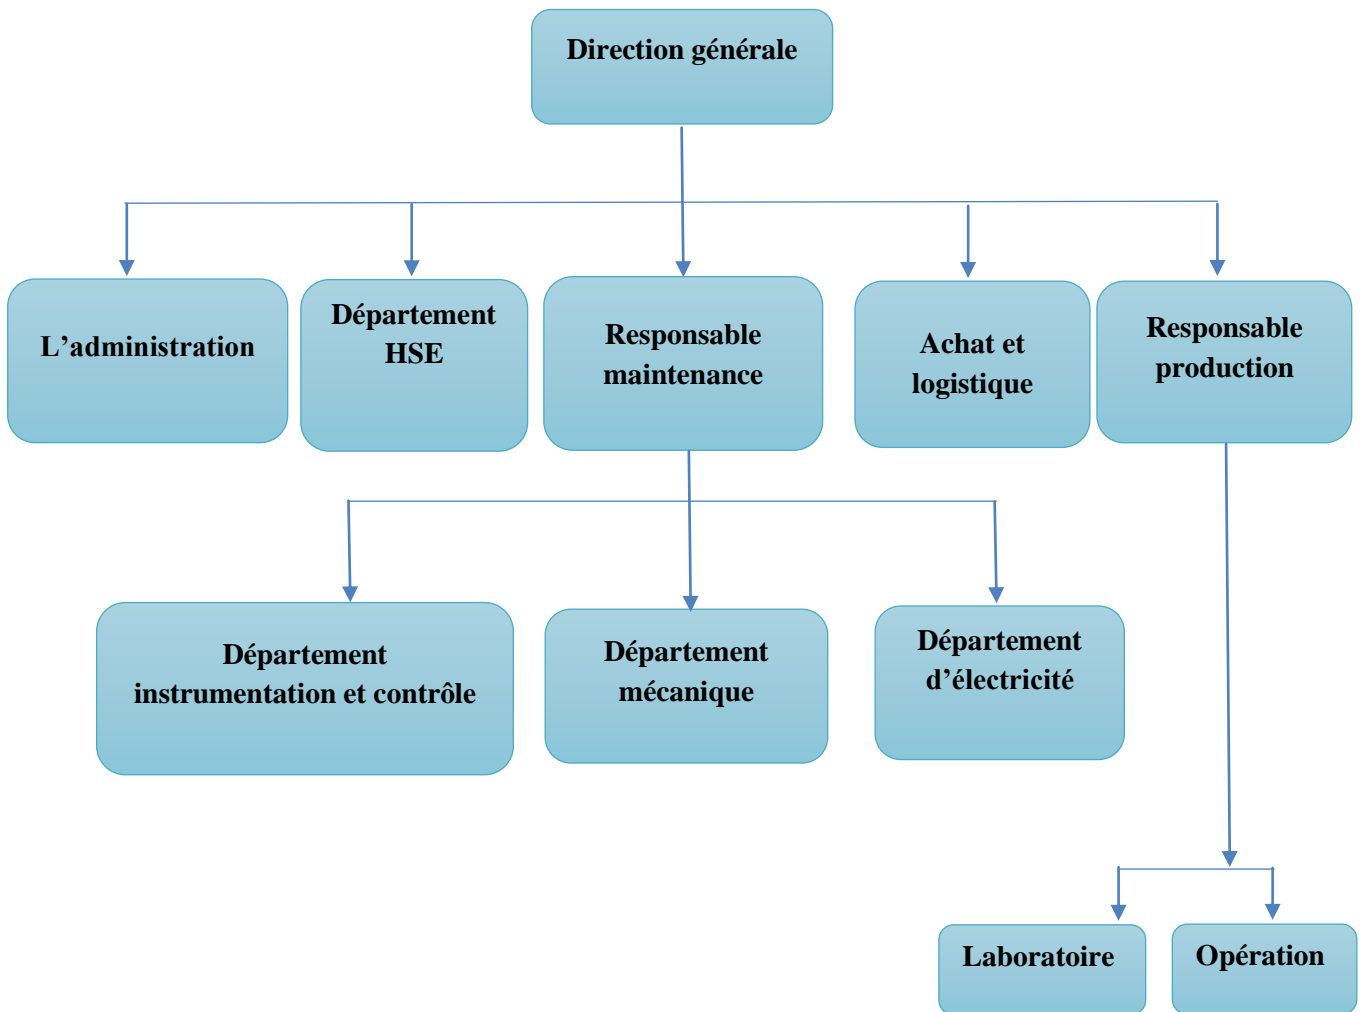 Direction générale
L’administration
Département
HSE
Responsable
maintenance
Achat et
logistique
Responsable
production
Département
instrumentation et contrôle
Département
mécanique
Département
d’électricité
Laboratoire
Opération